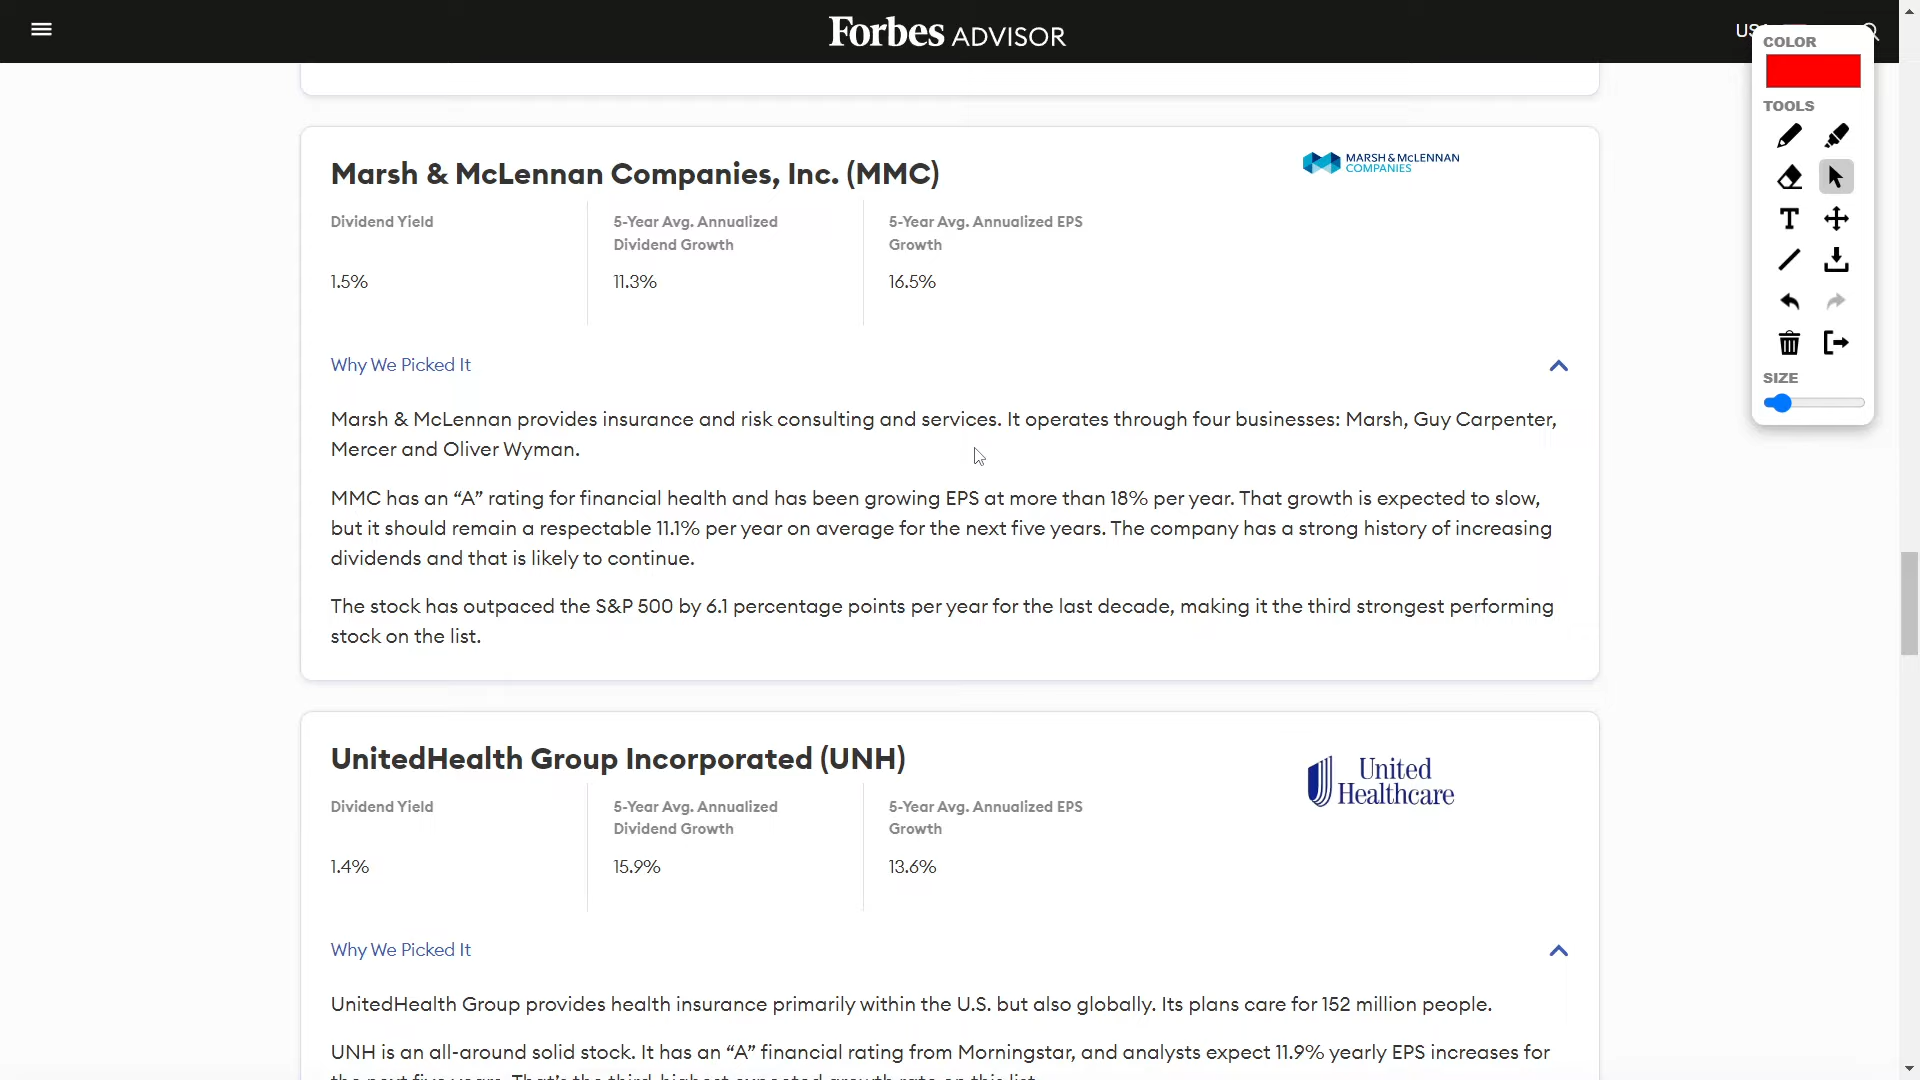 Forbes ADVISOR
US
COLOR
TOOLS
SIZE
Marsh & McLennan Companies, Inc. (MMC)
MARSH & McLENNAN
COMPANIES
Dividend Yield
5-Year Avg. Annualized
Dividend Growth
5-Year Avg. Annualized EPS
Growth
1.5%
11.3%
16.5%
Why We Picked It
Marsh & McLennan provides insurance and risk consulting and services. It operates through four businesses: Marsh, Guy Carpenter,
Mercer and Oliver Wyman.
MMC has an “A” rating for financial health and has been growing EPS at more than 18% per year. That growth is expected to slow,
but it should remain a respectable 11.1% per year on average for the next five years. The company has a strong history of increasing
dividends and that is likely to continue.
The stock has outpaced the S&P 500 by 6.1 percentage points per year for the last decade, making it the third strongest performing
stock on the list.
UnitedHealth Group Incorporated (UNH)
United
Healthcare
Dividend Yield
5-Year Avg. Annualized
Dividend Growth
5-Year Avg. Annualized EPS
Growth
1.4%
15.9%
13.6%
Why We Picked It
UnitedHealth Group provides health insurance primarily within the U.S. but also globally. Its plans care for 152 million people.
UNH is an all-around solid stock. It has an “A” financial rating from Morningstar, and analysts expect 11.9% yearly EPS increases for